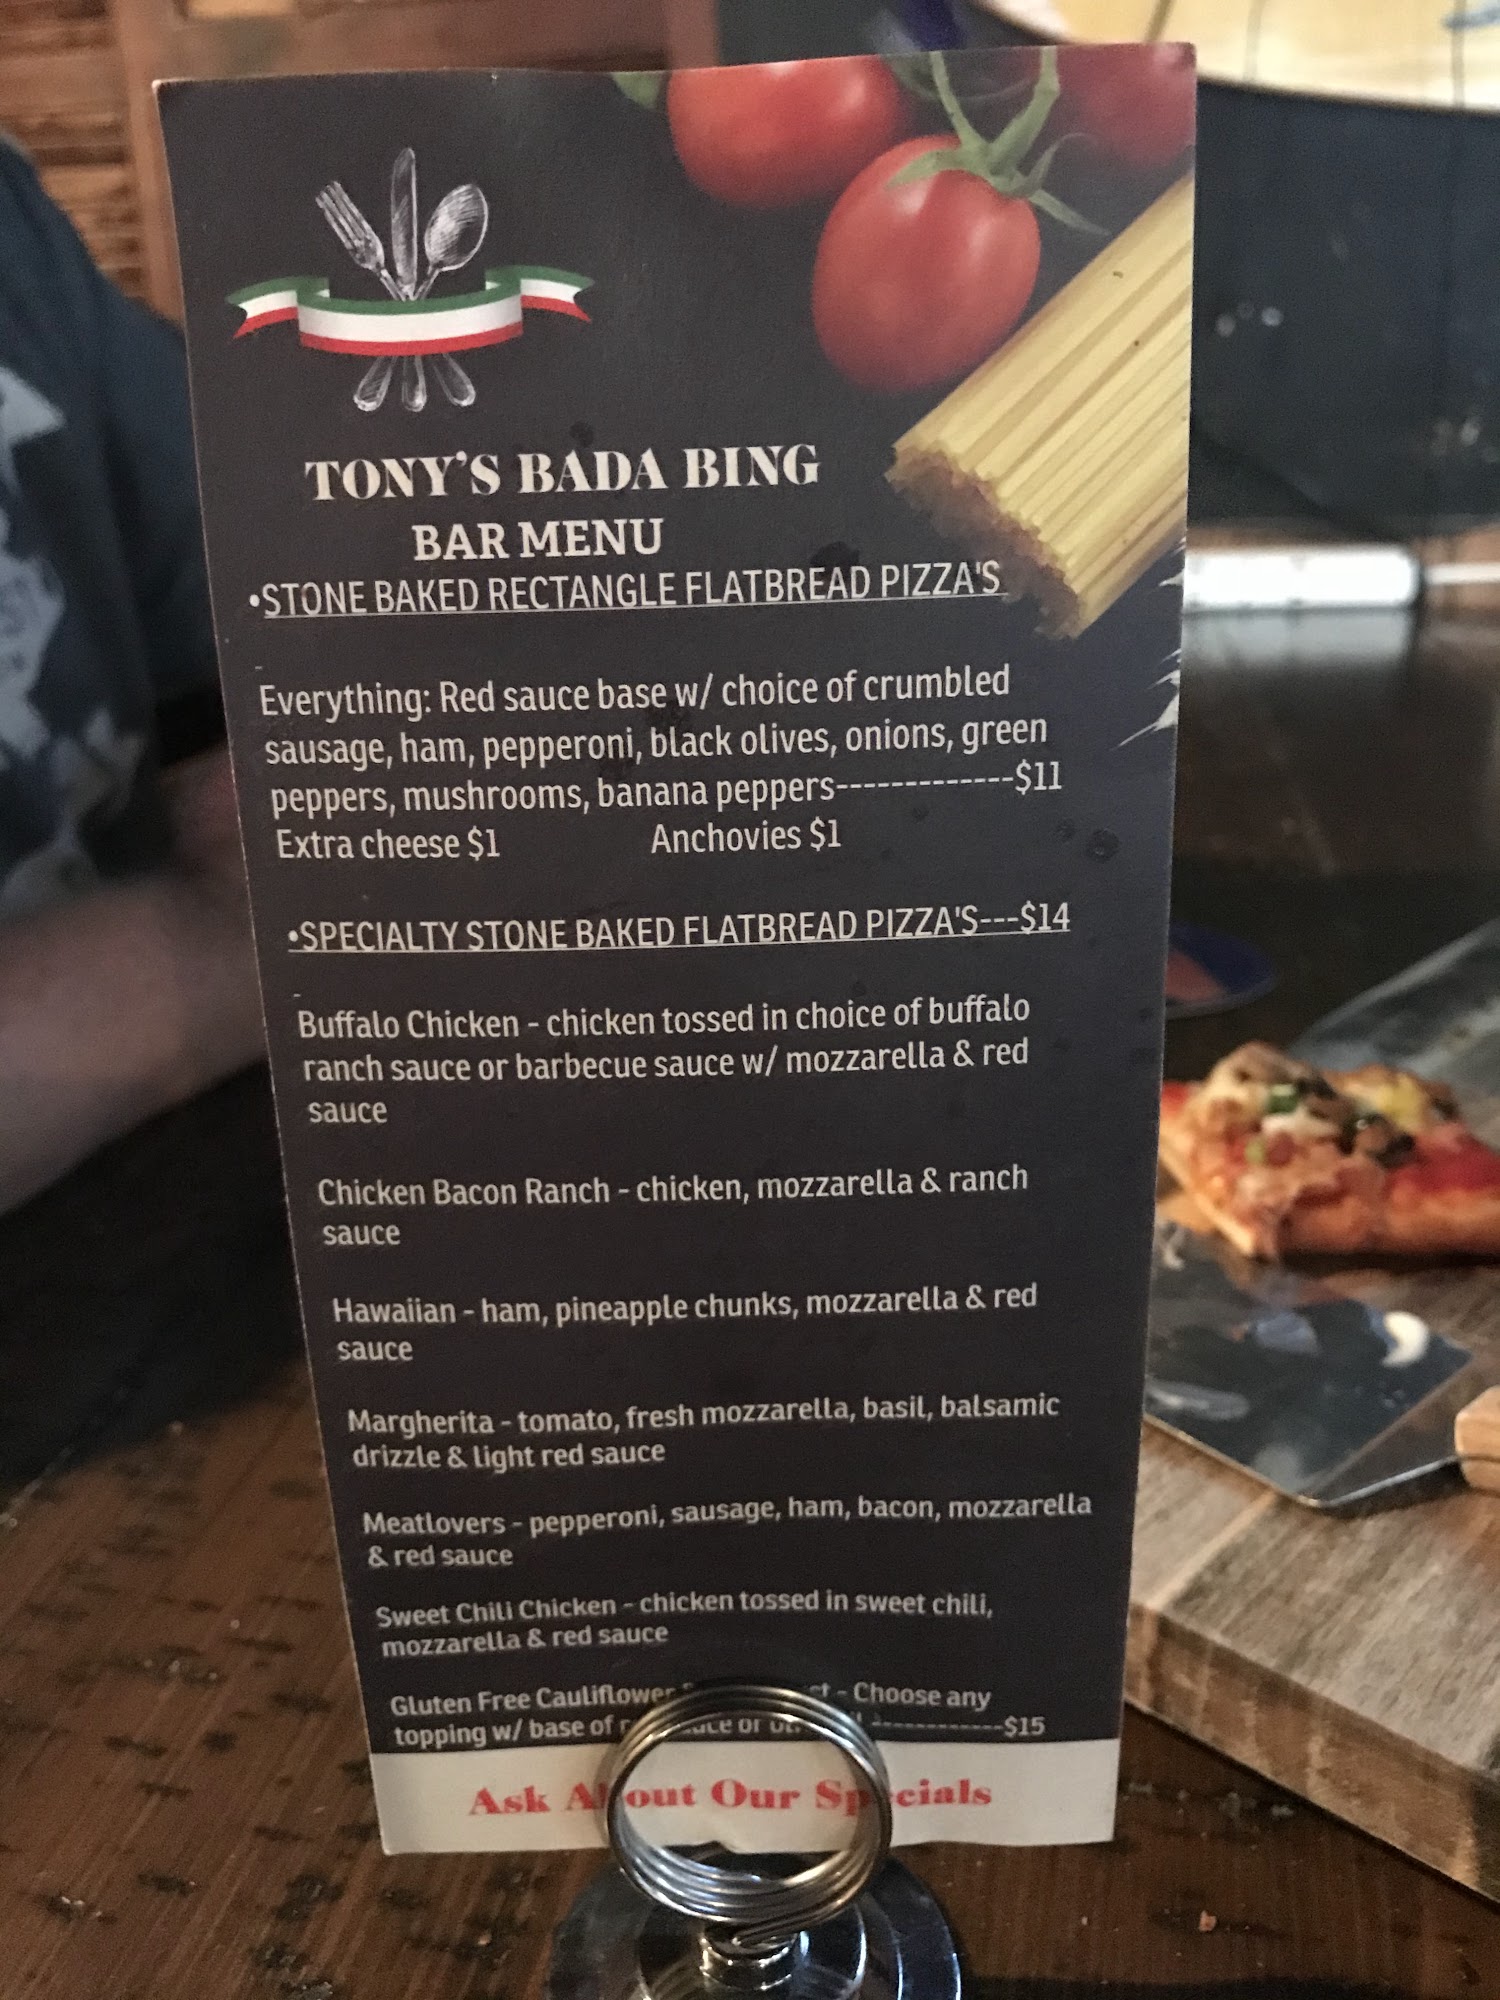 TONY'S BADA BING
BAR MENU
•STONE BAKED RECTANGLE FLATBREAD PIZZA'S
-
Everything: Red sauce base w/ choice of crumbled
sausage, ham, pepperoni, black olives, onions, green
peppers, mushrooms, banana peppers-------------$11
Extra cheese $1 Anchovies $1
•SPECIALTY STONE BAKED FLATBREAD PIZZA'S---$14
-
Buffalo Chicken - chicken tossed in choice of buffalo
ranch sauce or barbecue sauce w/ mozzarella & red
sauce
Chicken Bacon Ranch - chicken, mozzarella & ranch
sauce
Hawaiian - ham, pineapple chunks, mozzarella & red
sauce
Margherita - tomato, fresh mozzarella, basil, balsamic
drizzle & light red sauce
Meatlovers - pepperoni, sausage, ham, bacon, mozzarella
& red sauce
Sweet Chili Chicken - chicken tossed in sweet chili,
mozzarella & red sauce
Gluten Free Cauliflower - Choose any
topping w/ base of sauce or ------------$15
Ask About Our Specials